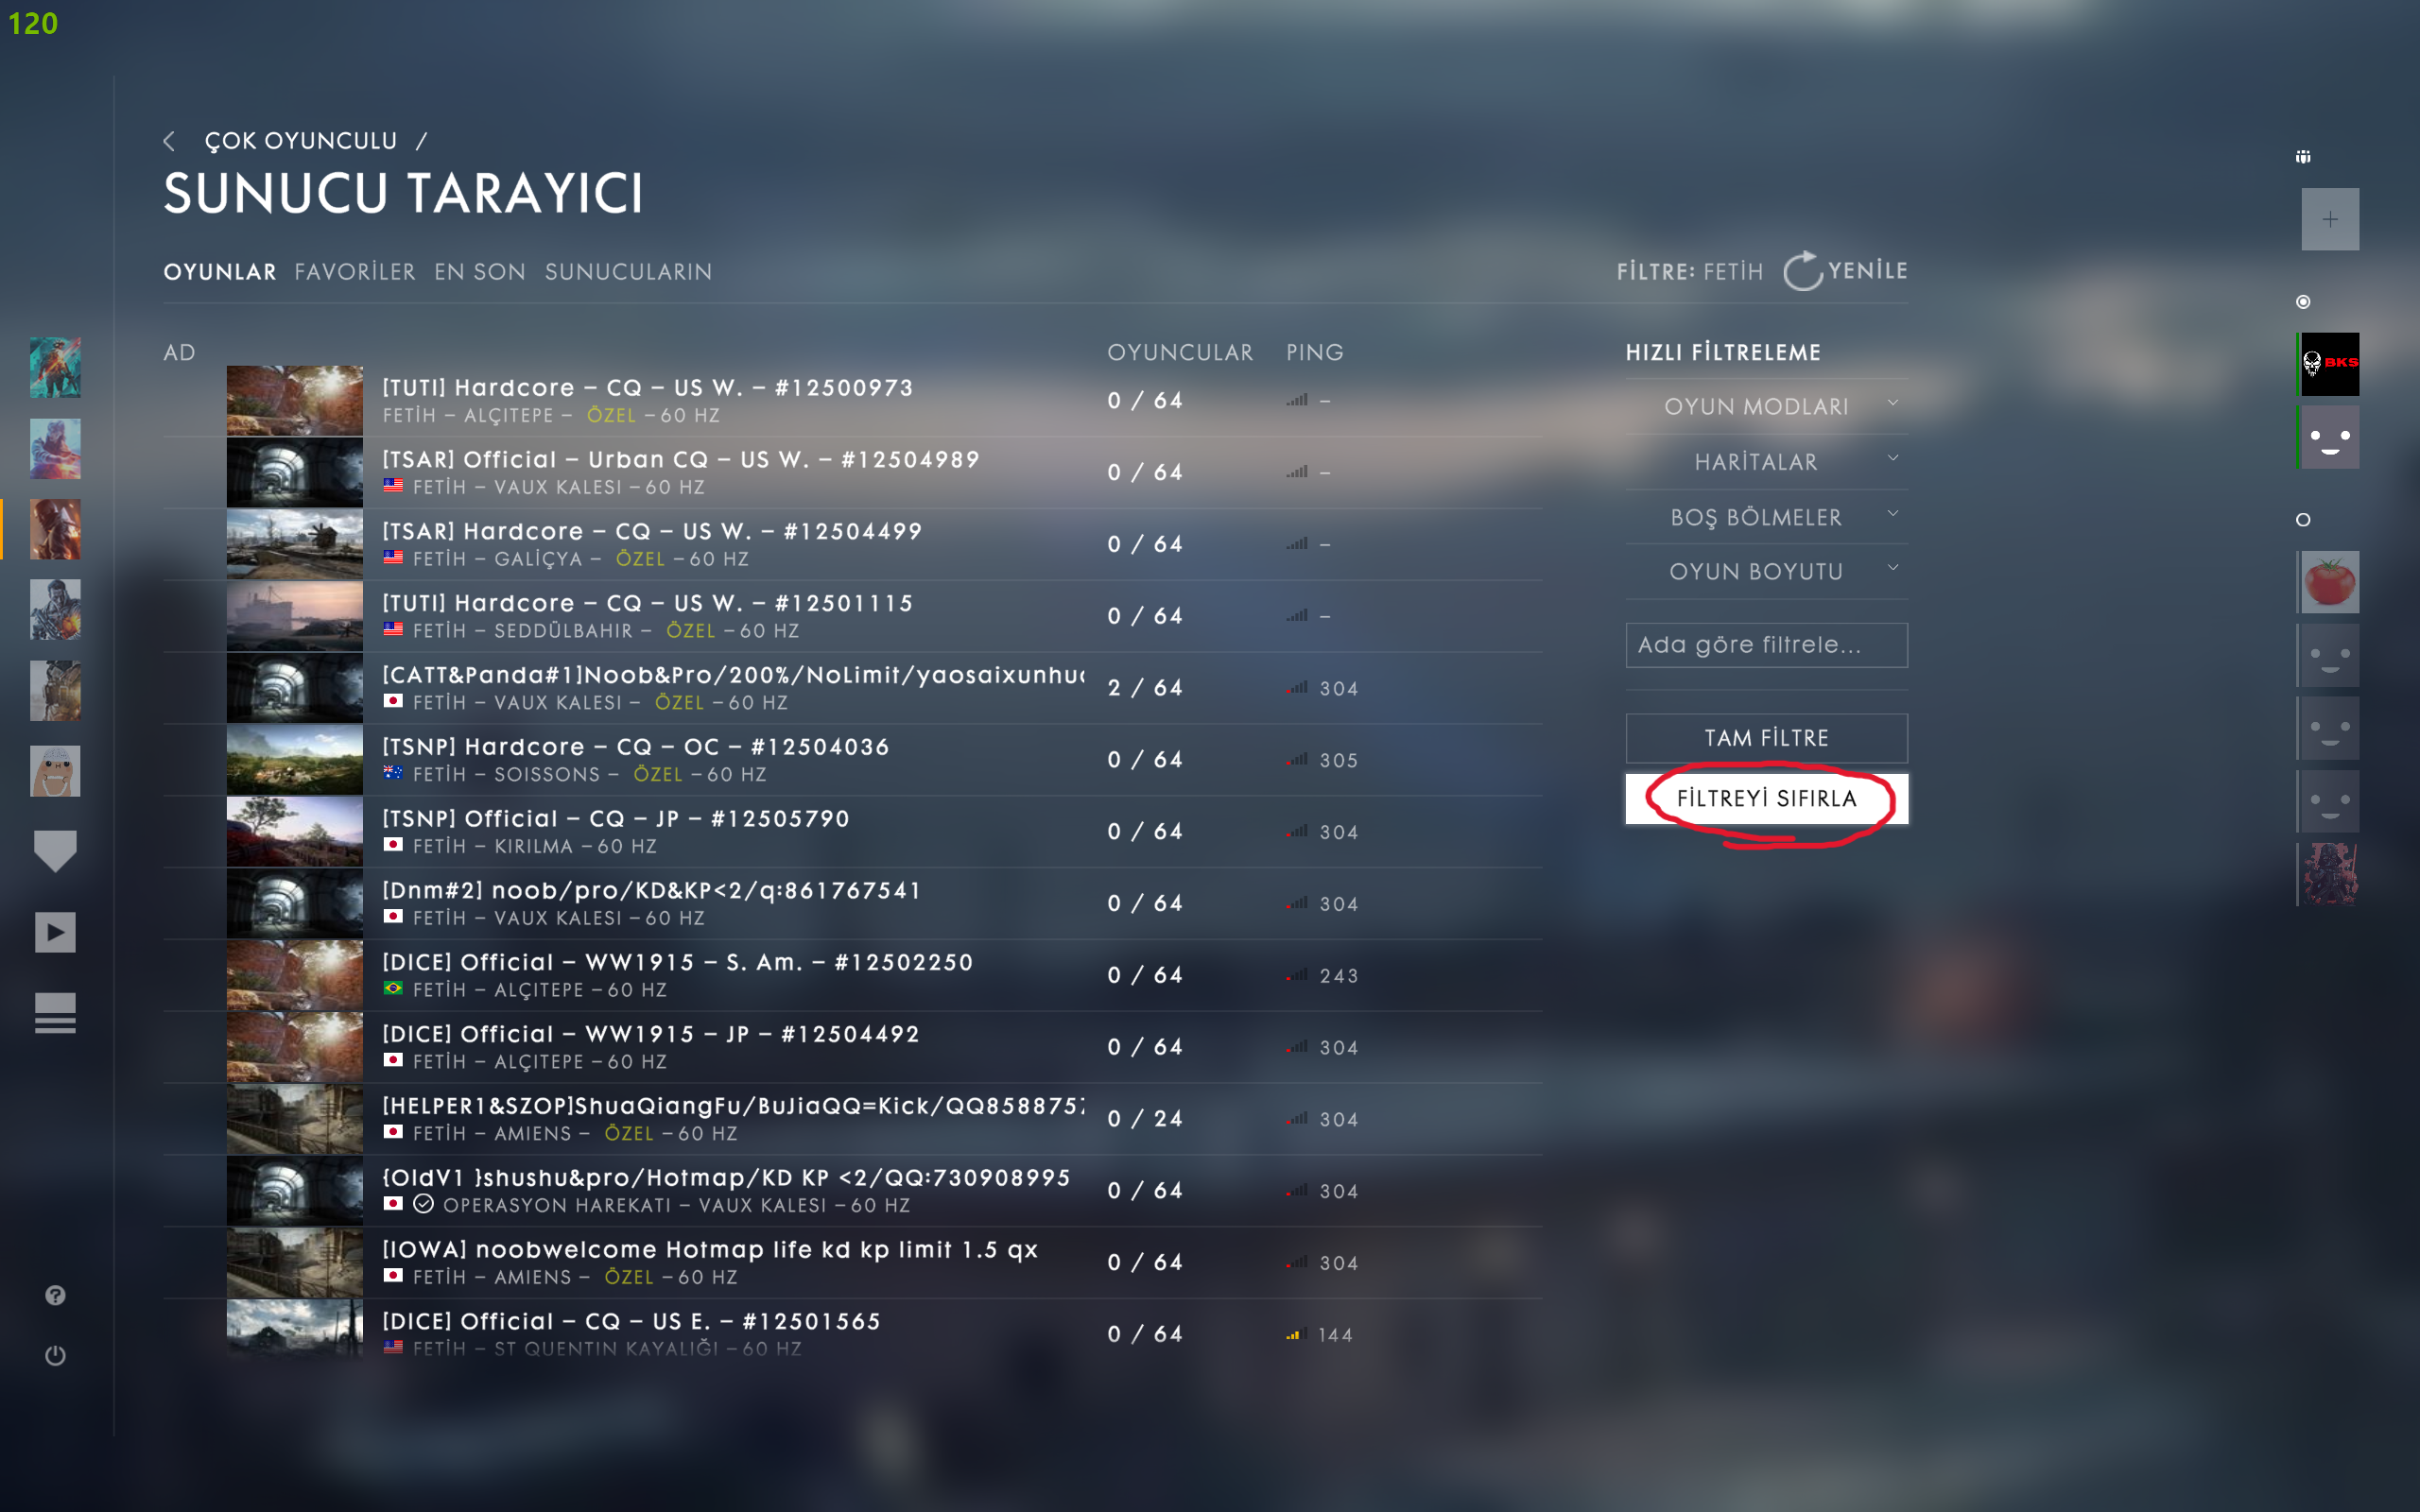 120
ÇOK OYUNCULU /
SUNUCU TARAYICI
OYUNLAR FAVORİLER EN SON SUNUCULARIN
FİLTRE: FETİH YENİLE
AD OYUNCULAR PING
[TUTI] Hardcore – CQ – US W. – #12500973
FETİH – ALÇITEPE – ÖZEL – 60 HZ
0 / 64 –
[TSAR] Official – Urban CQ – US W. – #12504989
FETİH – VAUX KALESI – 60 HZ
0 / 64 –
[TSAR] Hardcore – CQ – US W. – #12504499
FETİH – GALİÇYA – ÖZEL – 60 HZ
0 / 64 –
[TUTI] Hardcore – CQ – US W. – #12501115
FETİH – SEDDÜLBAHIR – ÖZEL – 60 HZ
0 / 64 –
[CATT&Panda#1]Noob&Pro/200%/NoLimit/yaosaixunhuo
FETİH – VAUX KALESI – ÖZEL – 60 HZ
2 / 64 304
[TSNP] Hardcore – CQ – OC – #12504036
FETİH – SOISSONS – ÖZEL – 60 HZ
0 / 64 305
[TSNP] Official – CQ – JP – #12505790
FETİH – KIRILMA – 60 HZ
0 / 64 304
[Dnm#2] noob/pro/KD&KP<2/q:861767541
FETİH – VAUX KALESI – 60 HZ
0 / 64 304
[DICE] Official – WW1915 – S. Am. – #12502250
FETİH – ALÇITEPE – 60 HZ
0 / 64 243
[DICE] Official – WW1915 – JP – #12504492
FETİH – ALÇITEPE – 60 HZ
0 / 64 304
[HELPER1&SZOP]ShuaQiangFu/BuJiaQQ=Kick/QQ8588757
FETİH – AMIENS – ÖZEL – 60 HZ
0 / 24 304
{OldV1 }shushu&pro/Hotmap/KD KP <2/QQ:730908995
OPERASYON HAREKATI – VAUX KALESI – 60 HZ
0 / 64 304
[IOWA] noobwelcome Hotmap life kd kp limit 1.5 qx
FETİH – AMIENS – ÖZEL – 60 HZ
0 / 64 304
[DICE] Official – CQ – US E. – #12501565
FETİH – ST QUENTIN KAYALIĞI – 60 HZ
0 / 64 144
HIZLI FİLTRELEME
OYUN MODLARI
HARİTALAR
BOŞ BÖLMELER
OYUN BOYUTU
Ada göre filtrele...
TAM FİLTRE
FİLTREYİ SIFIRLA
BKS